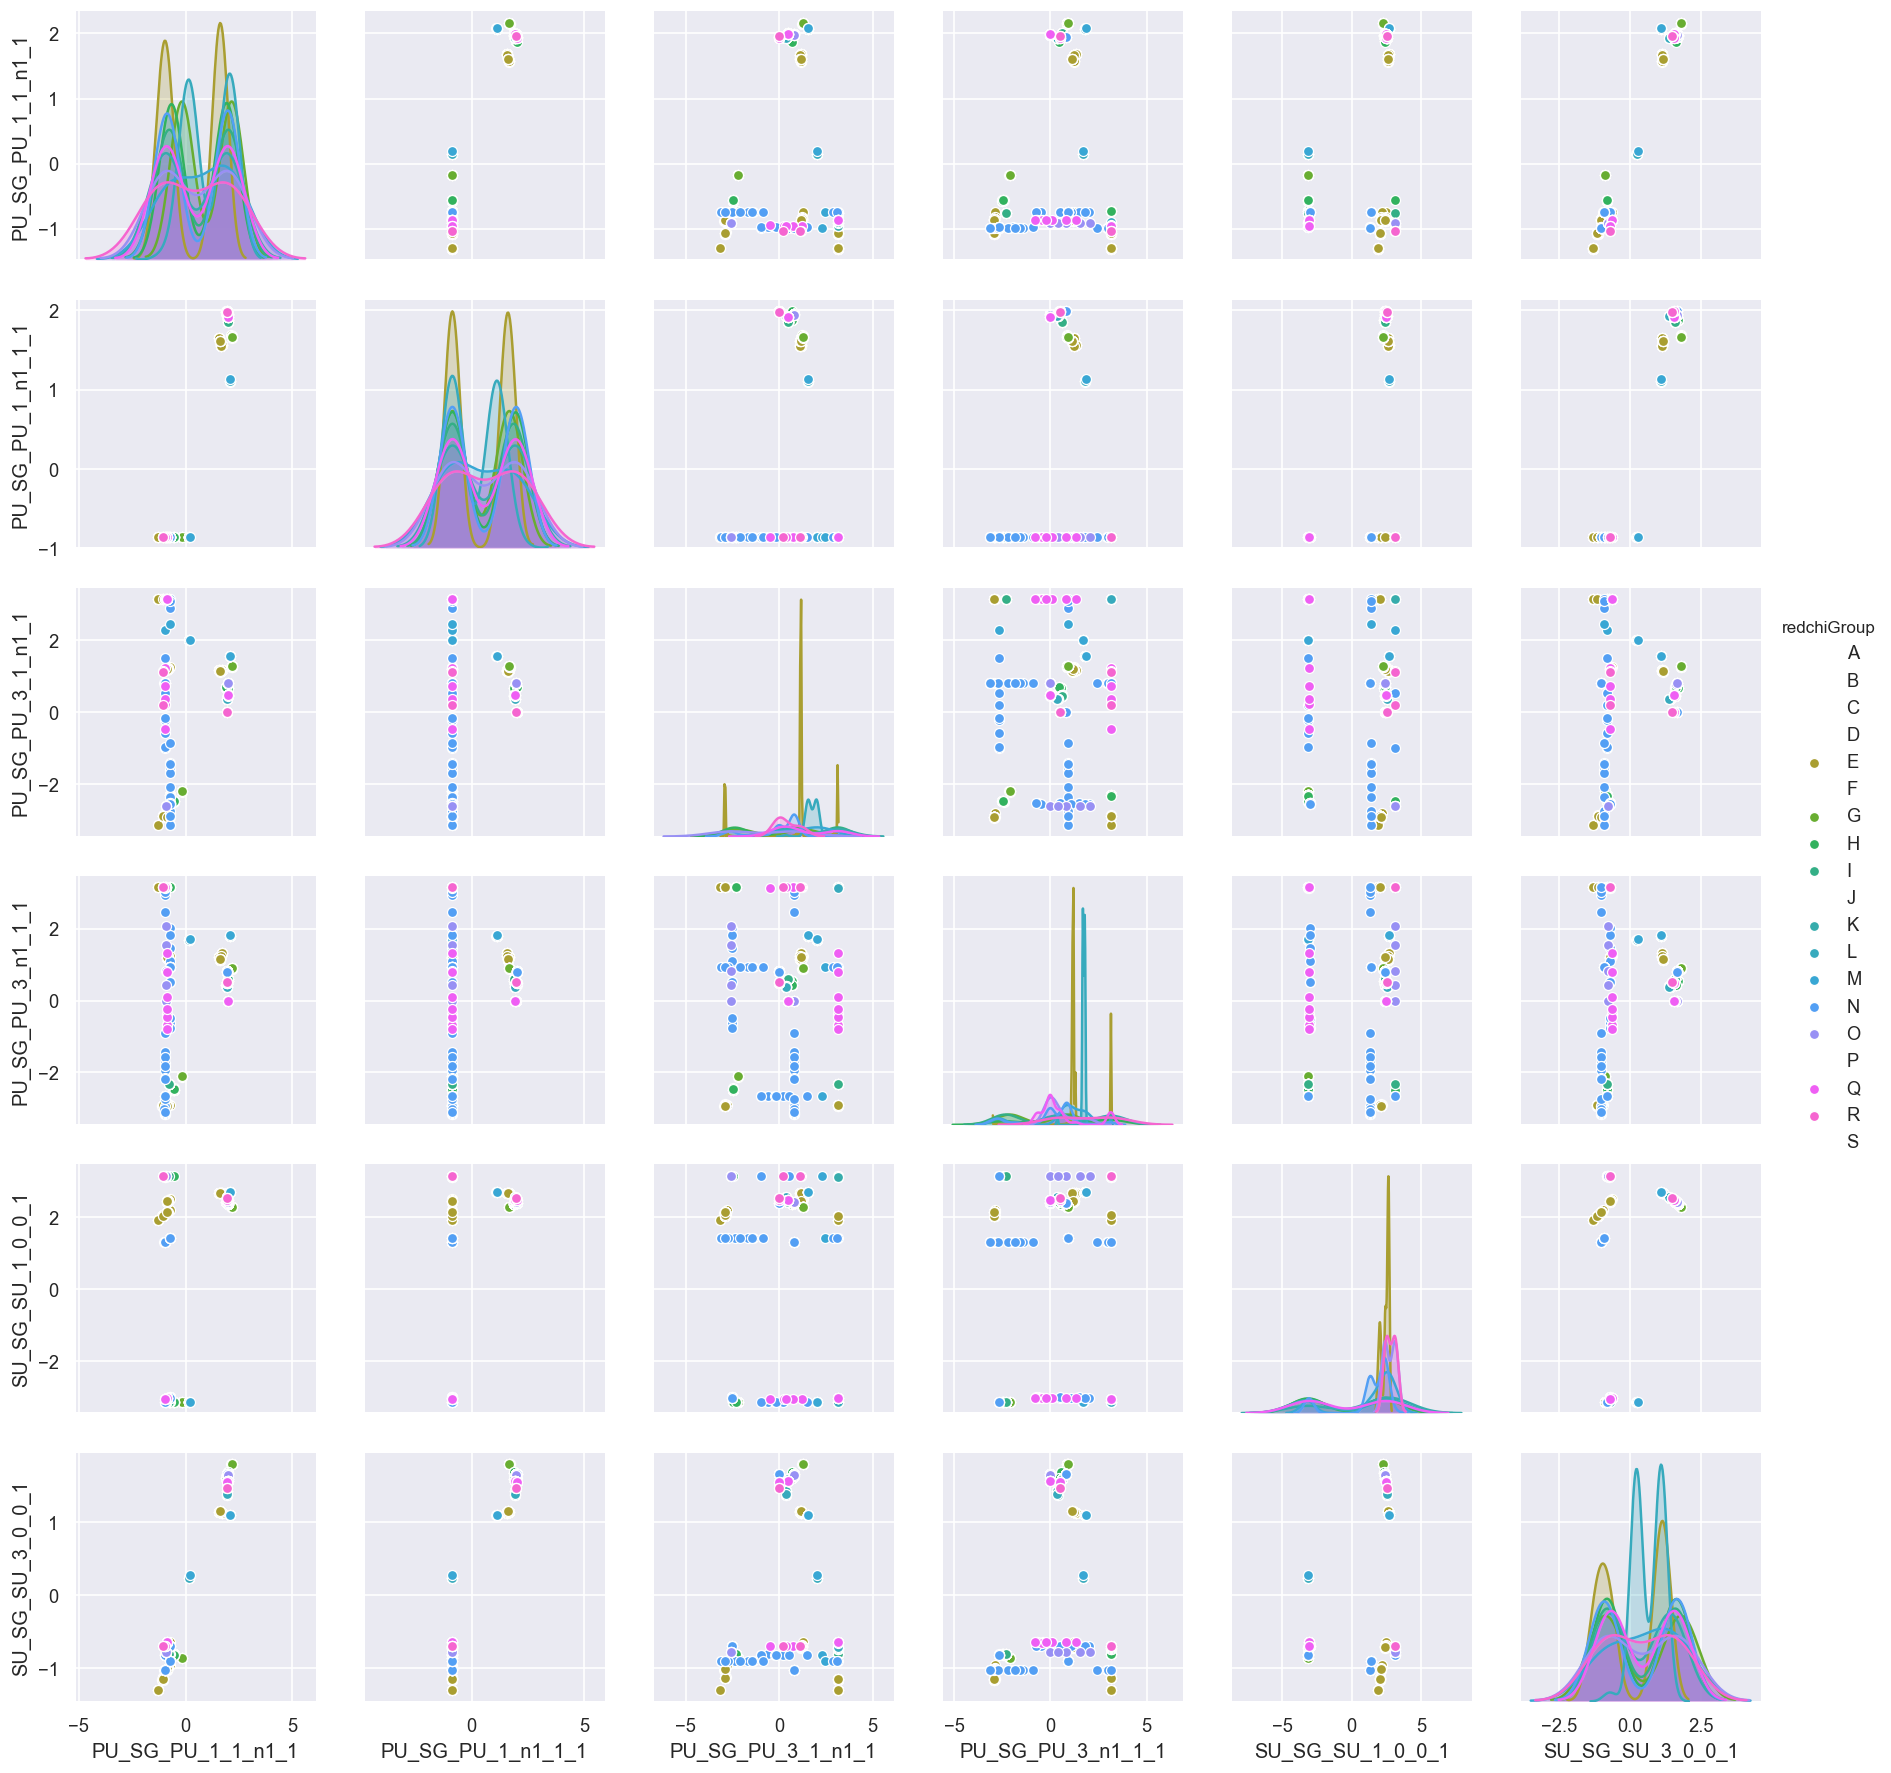 PU_SG_PU_1_1_n1_1
2
1
0
−1
PU_SG_PU_1_n1_1_1
2
1
0
−1
PU_SG_PU_3_1_n1_1
2
0
−2
PU_SG_PU_3_n1_1_1
2
0
−2
SU_SG_SU_1_0_0_1
2
0
−2
SU_SG_SU_3_0_0_1
1
0
−1
−5 0 5
−5 0 5
−5 0 5
−5 0 5
−5 0 5
−2.5 0.0 2.5
PU_SG_PU_1_1_n1_1
PU_SG_PU_1_n1_1_1
PU_SG_PU_3_1_n1_1
PU_SG_PU_3_n1_1_1
SU_SG_SU_1_0_0_1
SU_SG_SU_3_0_0_1
redchiGroup
A
B
C
D
E
F
G
H
I
J
K
L
M
N
O
P
Q
R
S